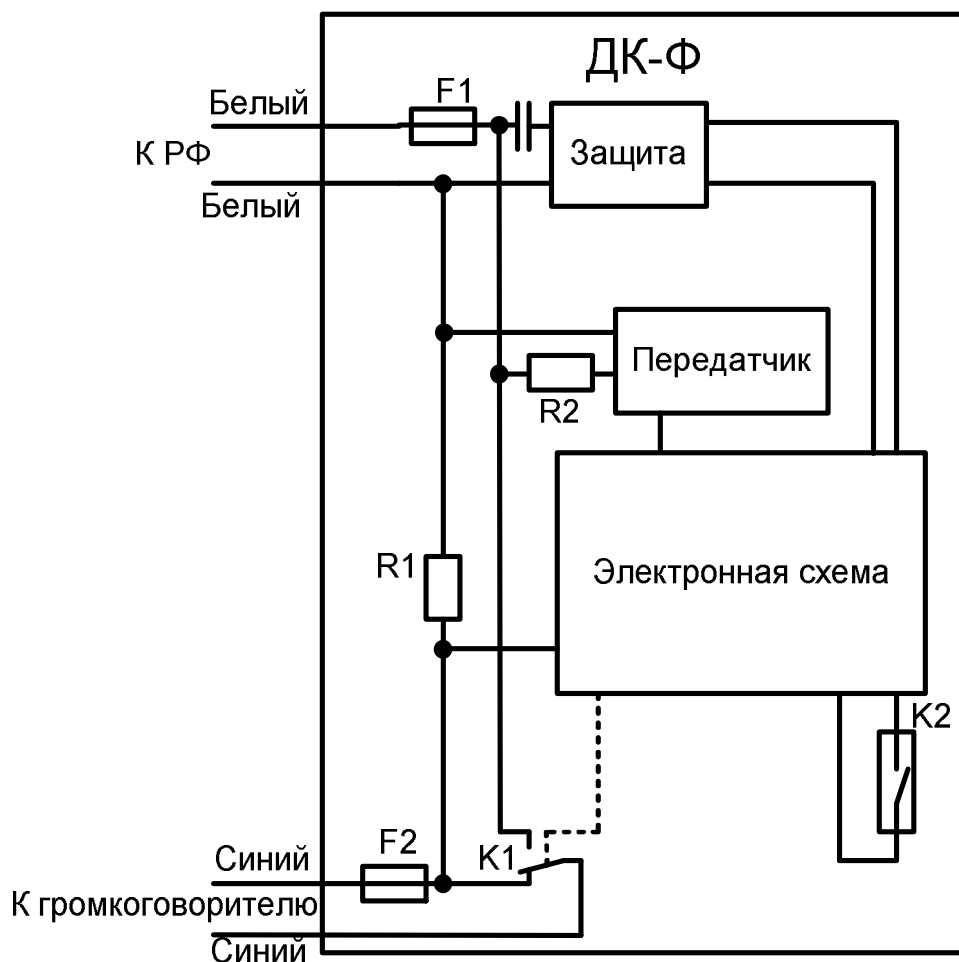 ДК-Ф
Белый
F1
К РФ
Защита
Белый
Передатчик
R2
R1
Электронная схема
K2
F2
K1
Синий
К громкоговорителю
Синий